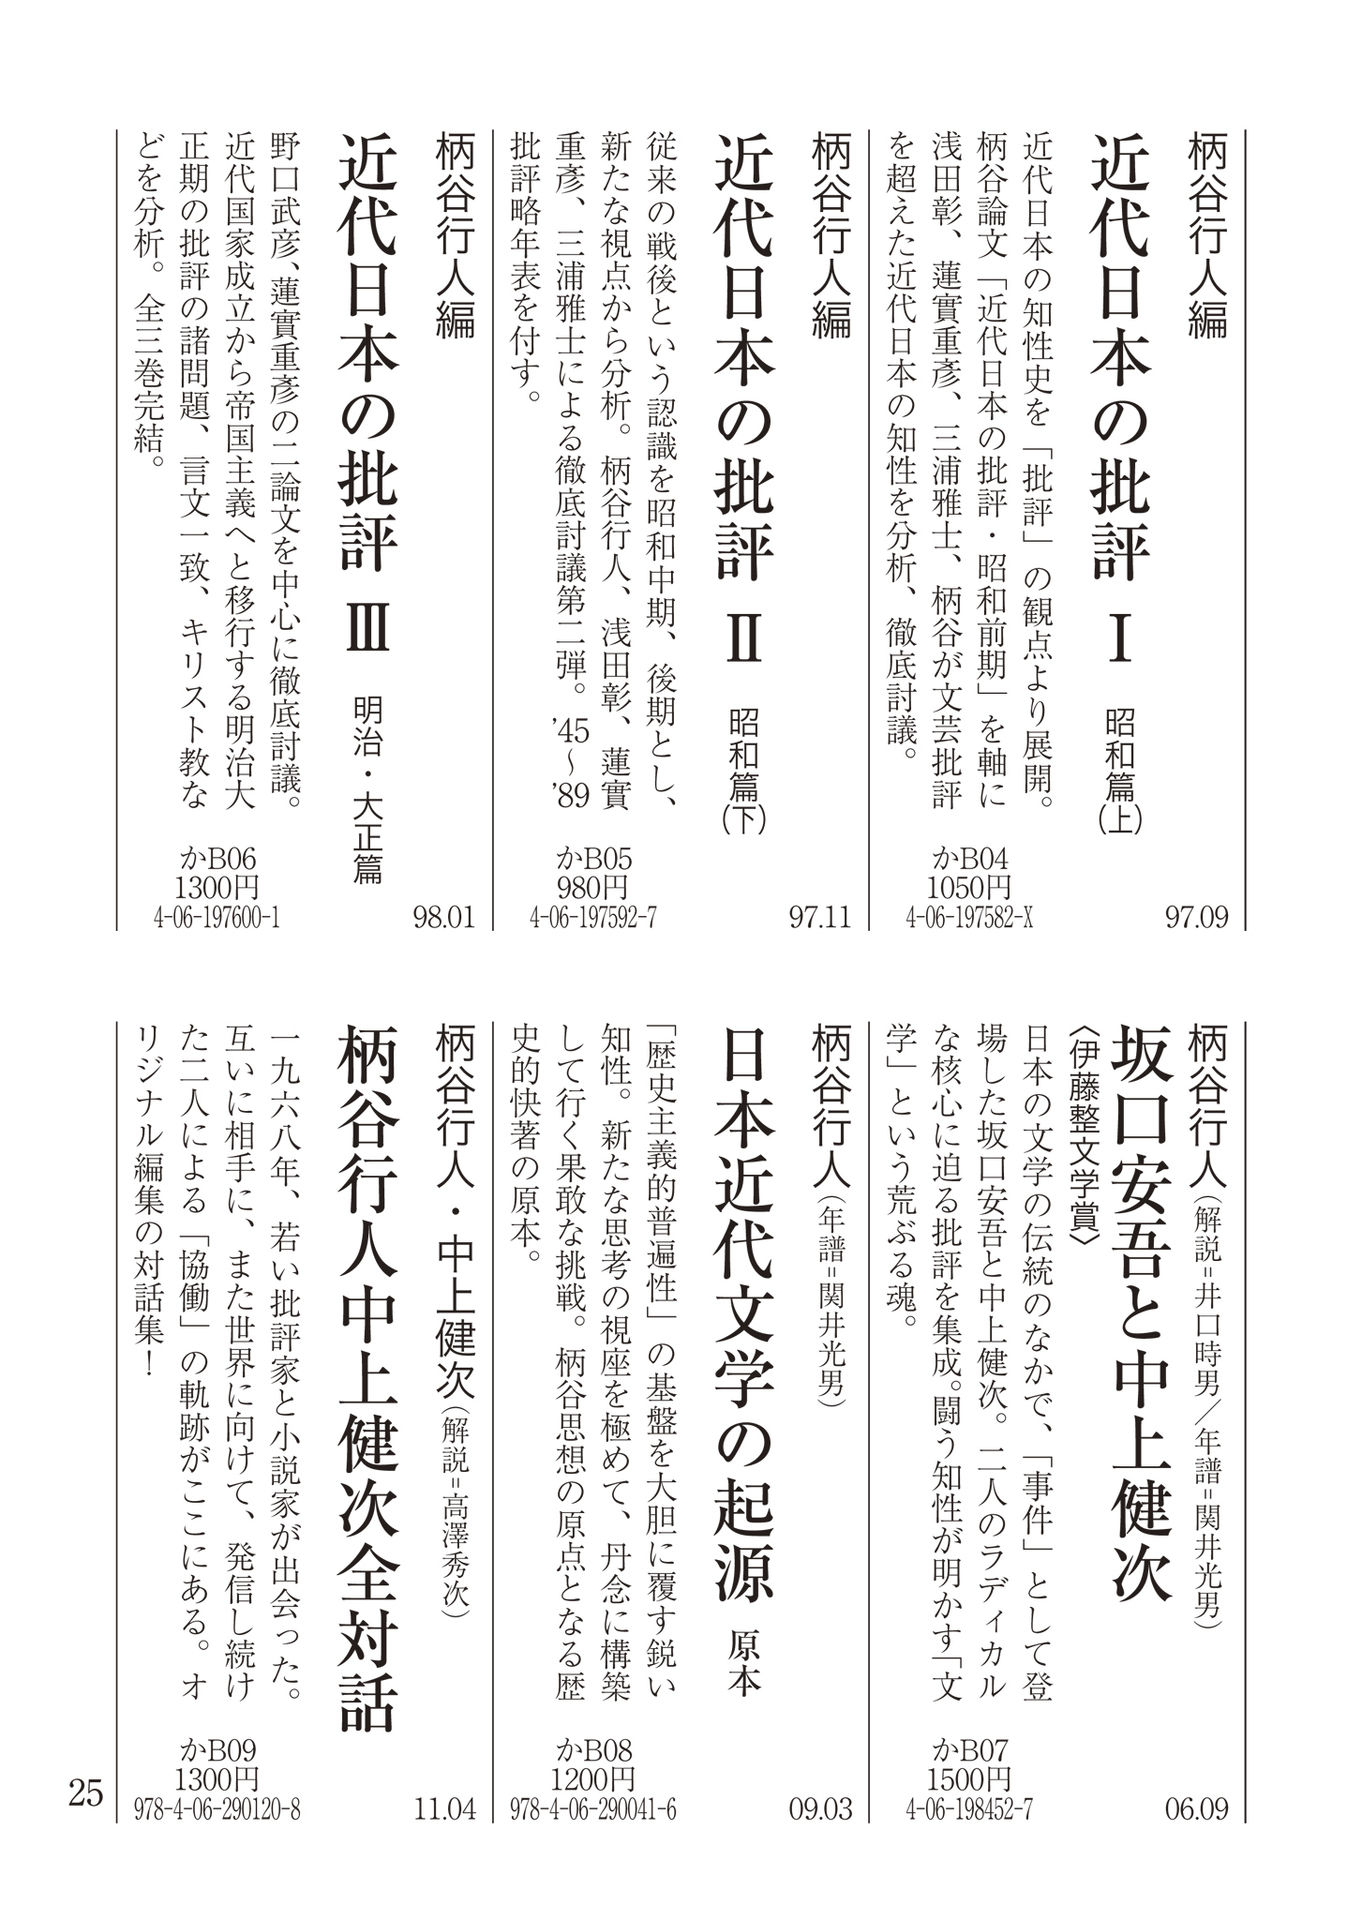 柄谷行人編
近代日本の批評 Ⅰ 昭和篇(上)
近代日本の知性史を「批評」の観点より展開。
柄谷論文「近代日本の批評・昭和前期」を軸に
浅田彰、蓮實重彥、三浦雅士、柄谷が文芸批評
を超えた近代日本の知性を分析、徹底討議。
かB04
1050円
4-06-197582-X
97.09
柄谷行人編
近代日本の批評 Ⅱ 昭和篇(下)
従来の戦後という認識を昭和中期、後期とし、
新たな視点から分析。柄谷行人、浅田彰、蓮實
重彥、三浦雅士による徹底討議第二弾。’45～’89
批評略年表を付す。
かB05
980円
4-06-197592-7
97.11
柄谷行人編
近代日本の批評 Ⅲ 明治・大正篇
野口武彦、蓮實重彥の二論文を中心に徹底討議。
近代国家成立から帝国主義へと移行する明治大
正期の批評の諸問題、言文一致、キリスト教な
どを分析。全三巻完結。
かB06
1300円
4-06-197600-1
98.01
柄谷行人(解説=井口時男／年譜=関井光男)
坂口安吾と中上健次
〈伊藤整文学賞〉
日本の文学の伝統のなかで、「事件」として登
場した坂口安吾と中上健次。二人のラディカル
な核心に迫る批評を集成。闘う知性が明かす「文
学」という荒ぶる魂。
かB07
1500円
4-06-198452-7
06.09
柄谷行人(年譜=関井光男)
日本近代文学の起源 原本
「歴史主義的普遍性」の基盤を大胆に覆す鋭い
知性。新たな思考の視座を極めて、丹念に構築
して行く果敢な挑戦。柄谷思想の原点となる歴
史的快著の原本。
かB08
1200円
978-4-06-290041-6
09.03
柄谷行人・中上健次(解説=高澤秀次)
柄谷行人中上健次全対話
一九六八年、若い批評家と小説家が出会った。
互いに相手に、また世界に向けて、発信し続け
た二人による「協働」の軌跡がここにある。オ
リジナル編集の対話集！
かB09
1300円
978-4-06-290120-8
11.04
25